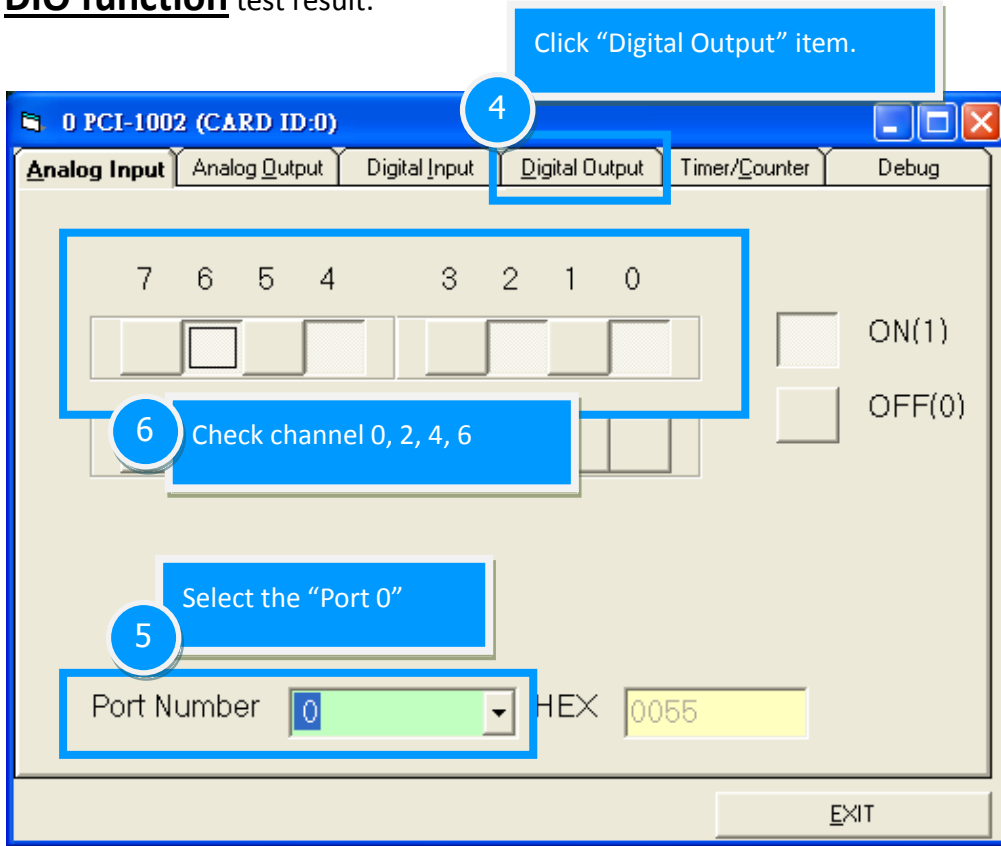 DIO function test result.
Click “Digital Output” item.
4
0 PCI-1002 (CARD ID:0)
Analog Input Analog Output Digital Input Digital Output Timer/Counter Debug
7 6 5 4 3 2 1 0
ON(1)
OFF(0)
6 Check channel 0, 2, 4, 6
Select the “Port 0”
5
Port Number 0 HEX 0055
EXIT